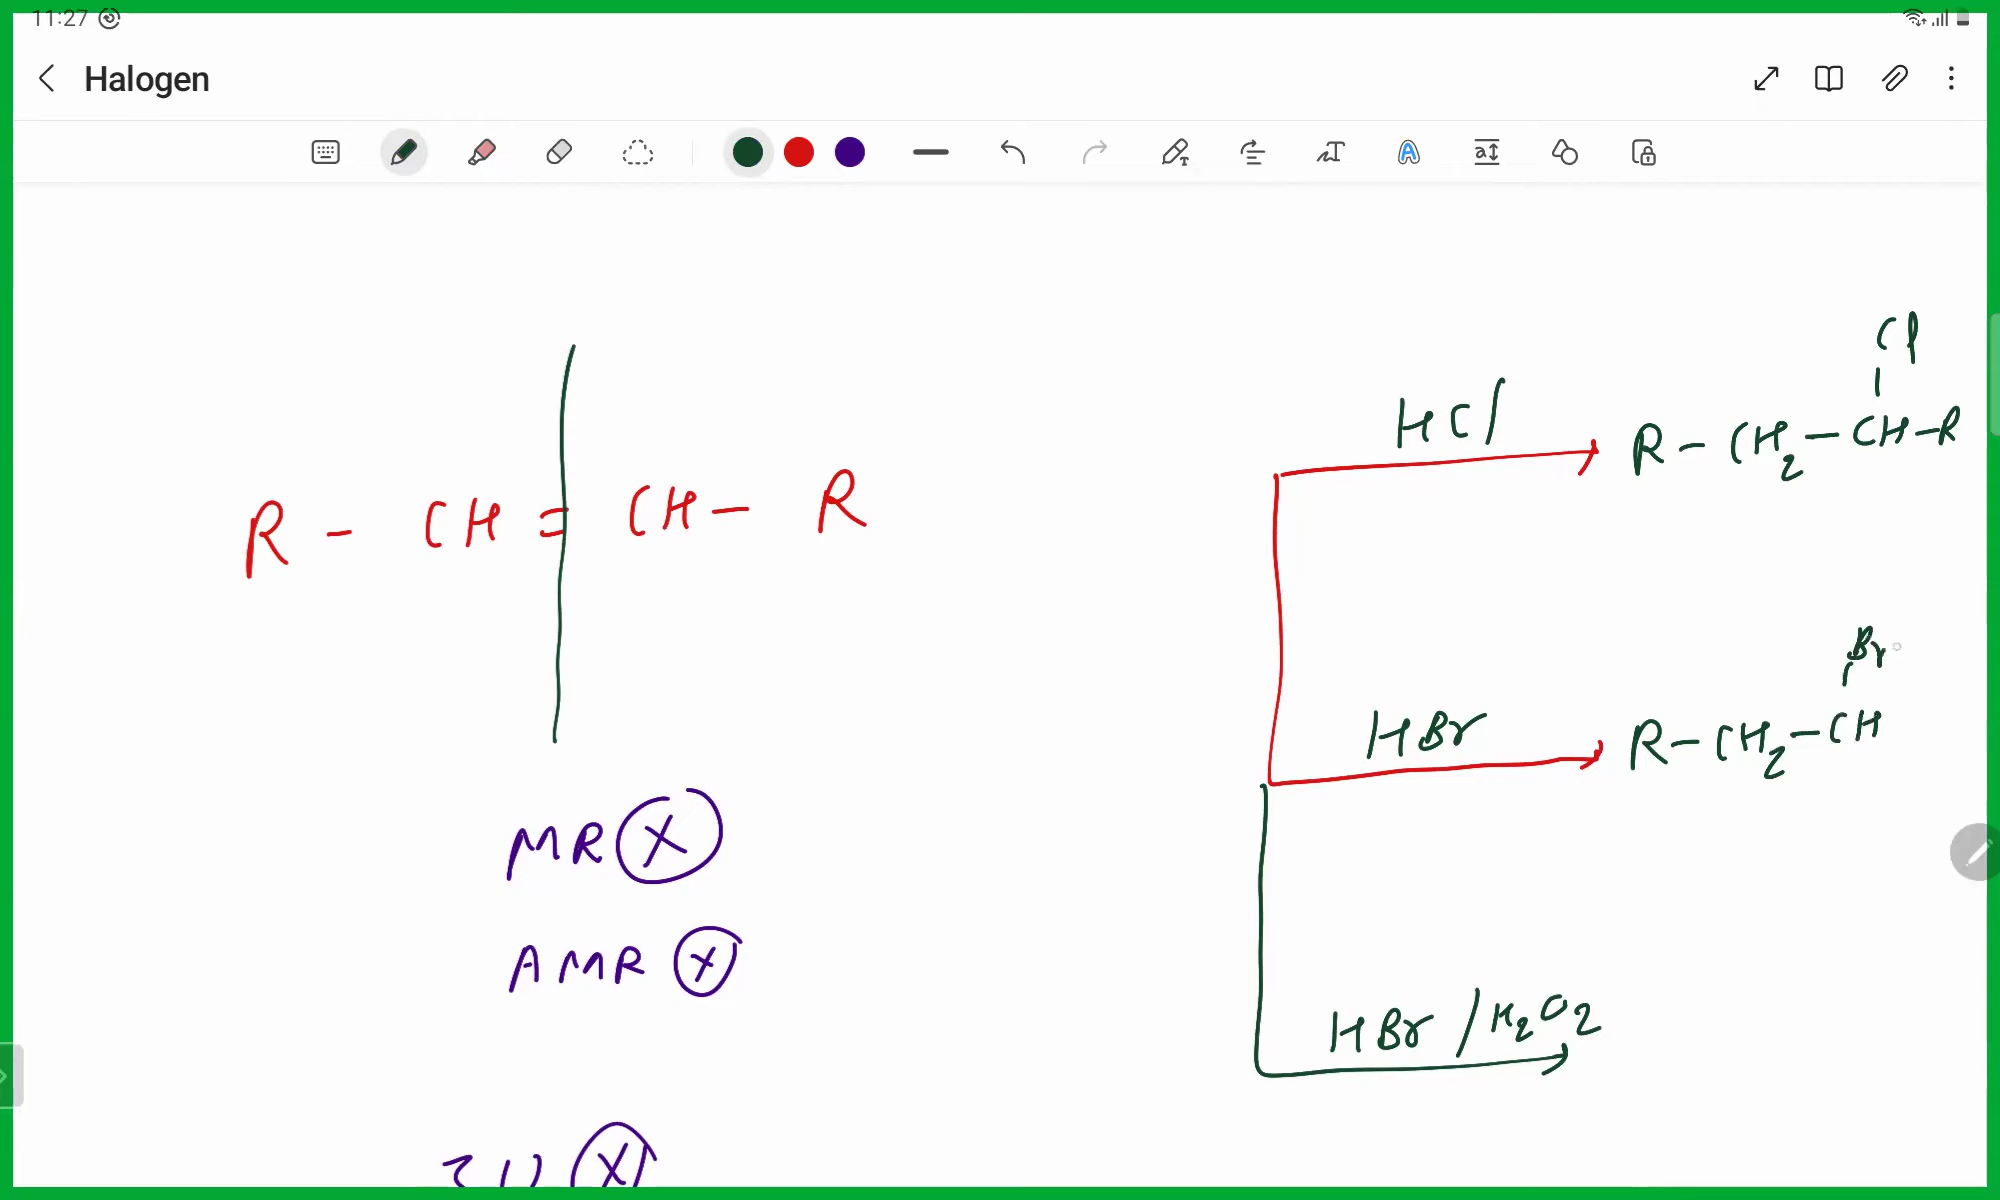 11:27
Halogen
Cl
HCl
R - CH2 - CH - R
R - CH = CH - R
Br
HBr
R - CH2 - CH
MR X
AMR X
HBr / H2O2
X